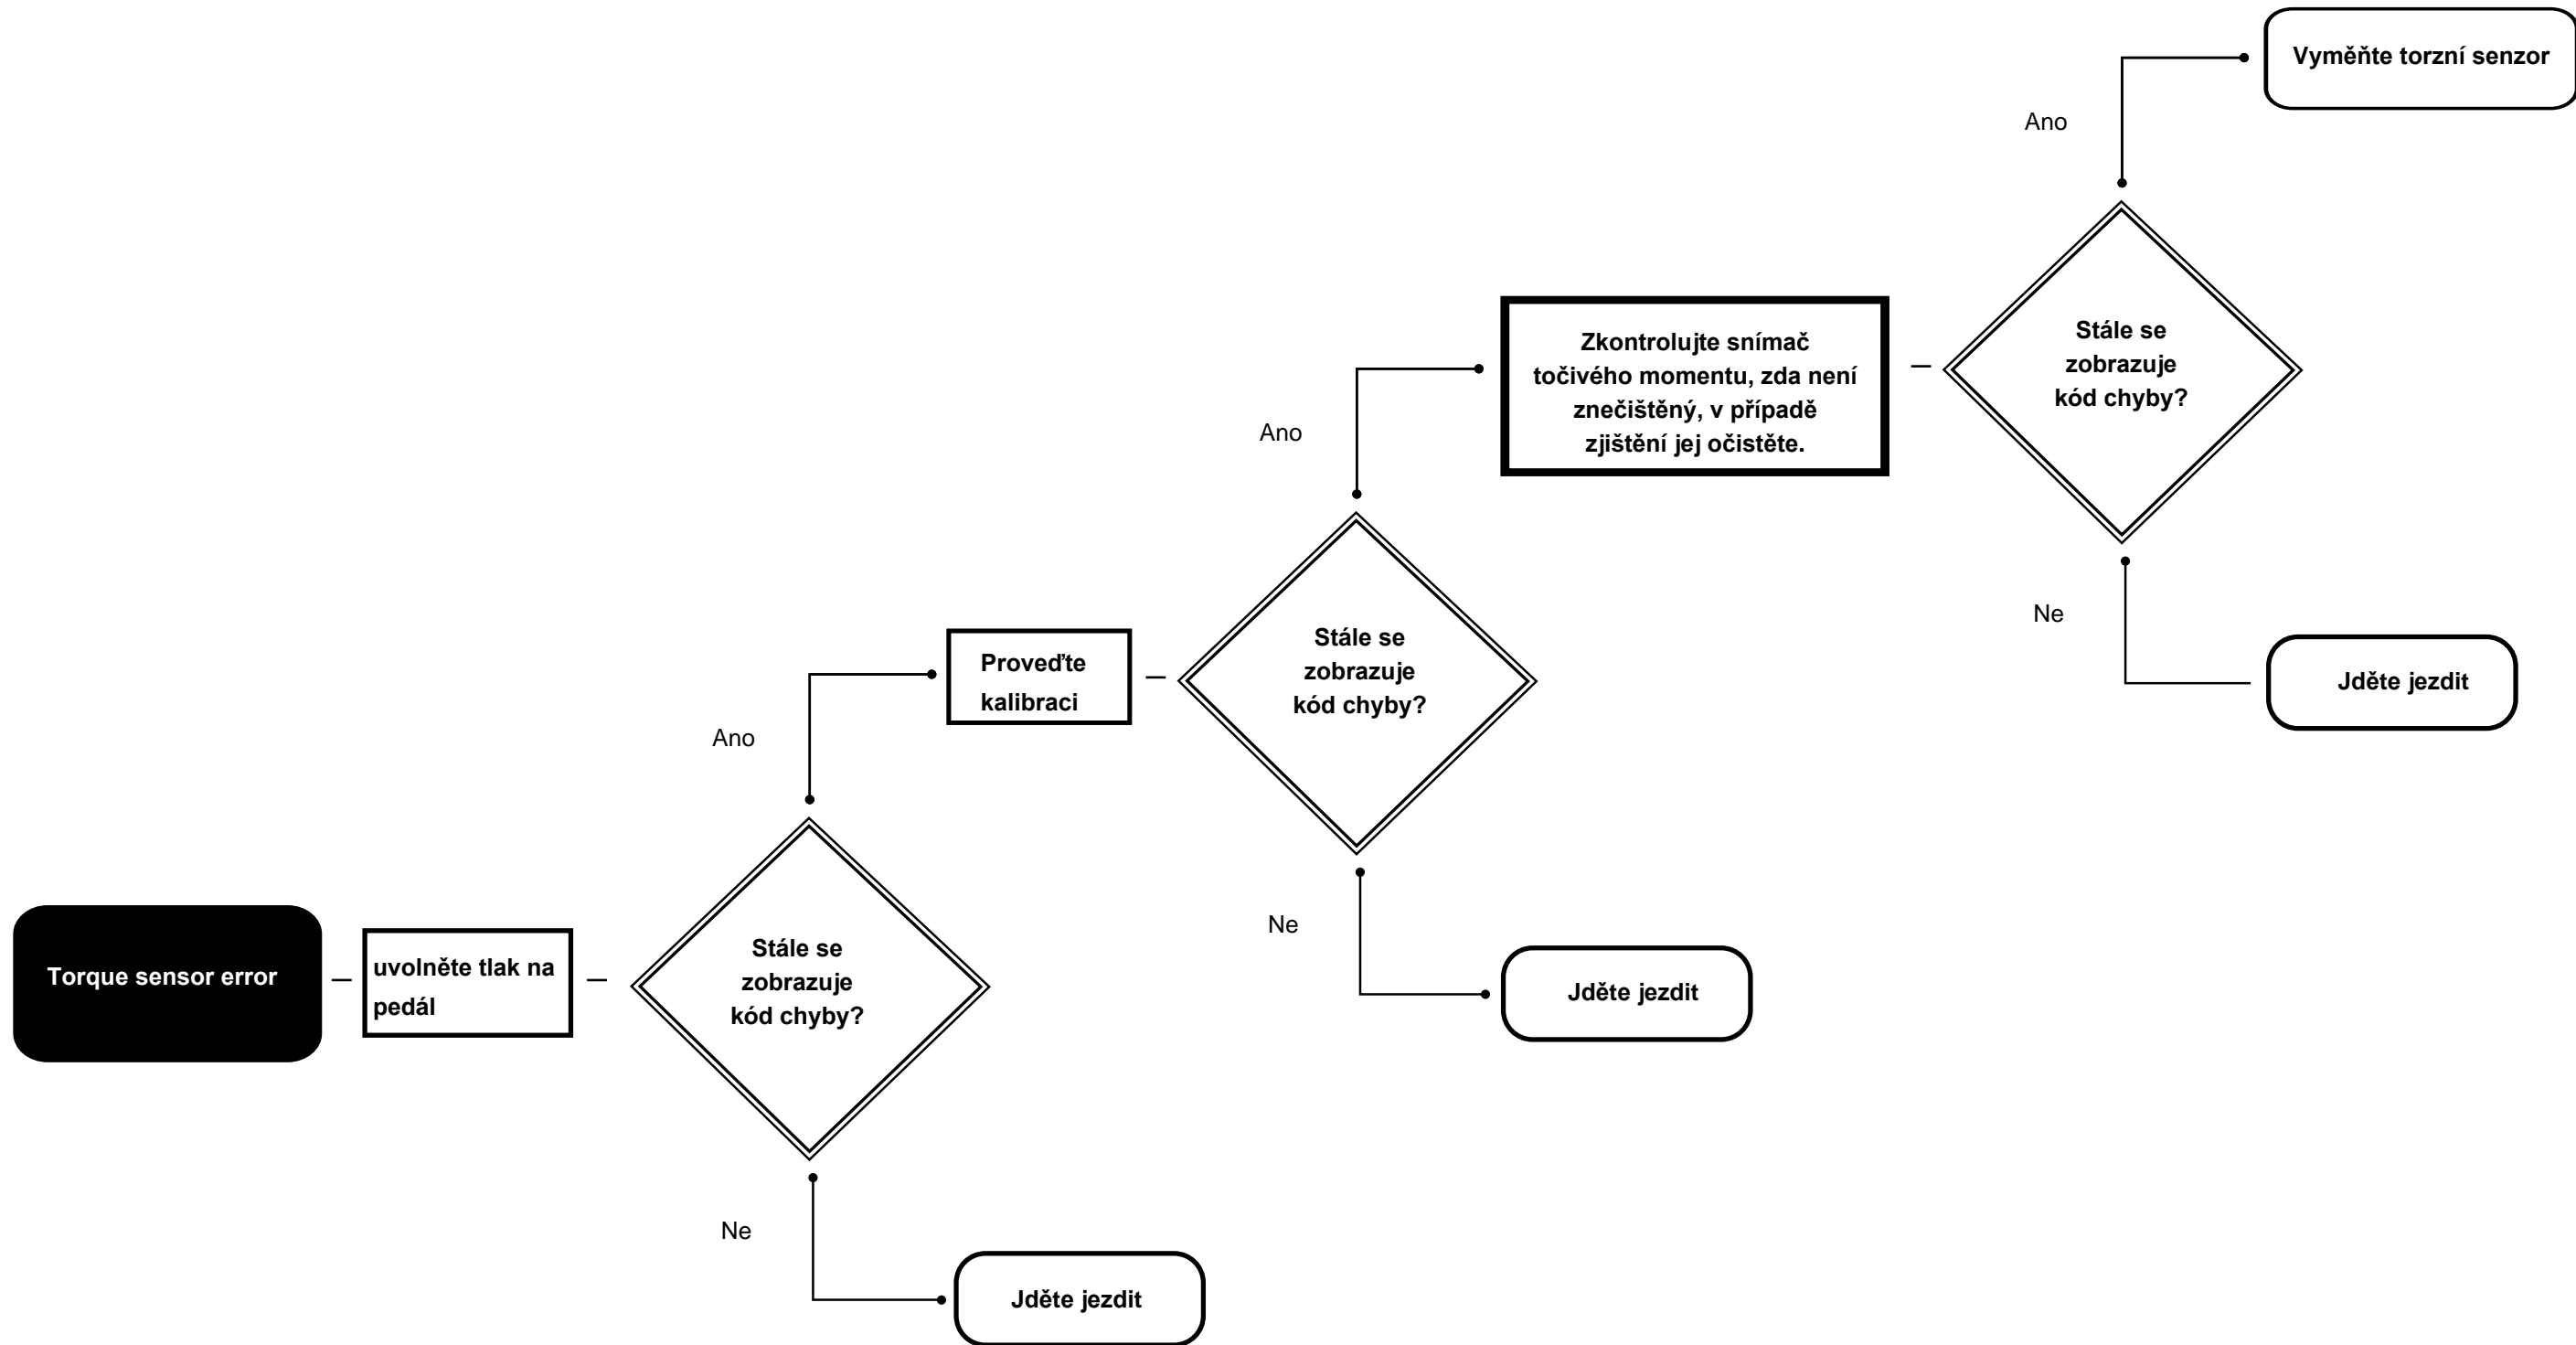 Torque sensor error
uvolněte tlak na
pedál
Stále se
zobrazuje
kód chyby?
Ano
Proveďte
kalibraci
Ne
Jděte jezdit
Stále se
zobrazuje
kód chyby?
Ano
Zkontrolujte snímač
točivého momentu, zda není
znečištěný, v případě
zjištění jej očistěte.
Ne
Jděte jezdit
Stále se
zobrazuje
kód chyby?
Ano
Vyměňte torzní senzor
Ne
Jděte jezdit